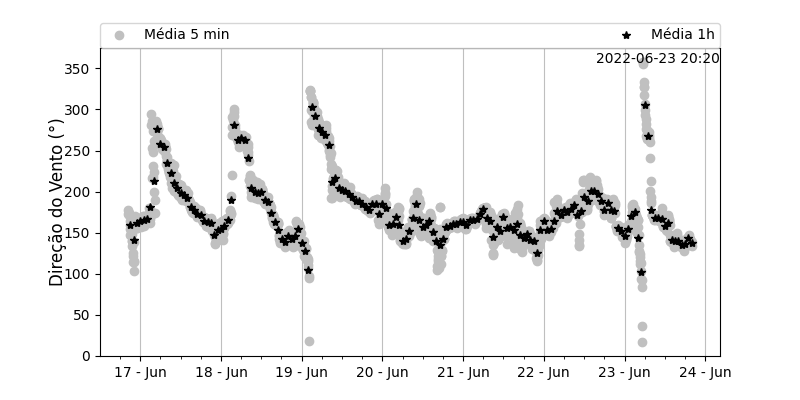 Média 5 min
Média 1h
2022-06-23 20:20
Direção do Vento (°)
350
300
250
200
150
100
50
0
17 - Jun
18 - Jun
19 - Jun
20 - Jun
21 - Jun
22 - Jun
23 - Jun
24 - Jun